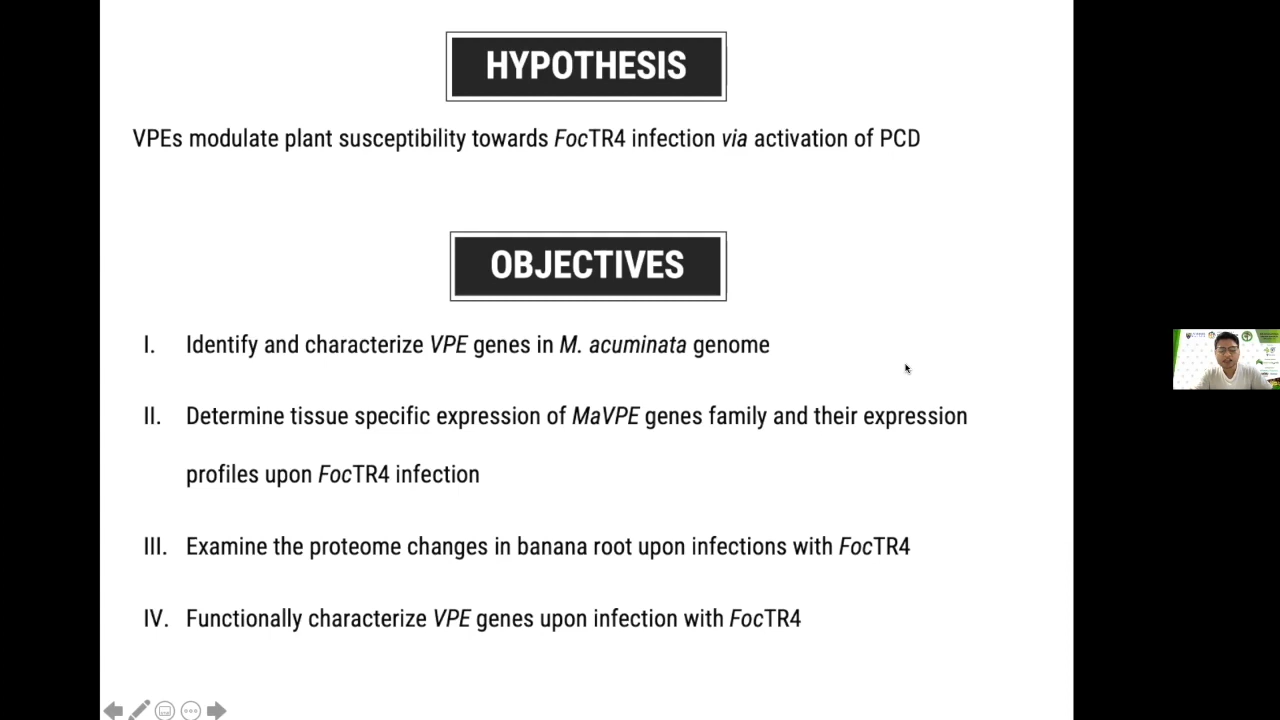 HYPOTHESIS
VPEs modulate plant susceptibility towards FocTR4 infection via activation of PCD
OBJECTIVES
I. Identify and characterize VPE genes in M. acuminata genome
II. Determine tissue specific expression of MaVPE genes family and their expression
profiles upon FocTR4 infection
III. Examine the proteome changes in banana root upon infections with FocTR4
IV. Functionally characterize VPE genes upon infection with FocTR4